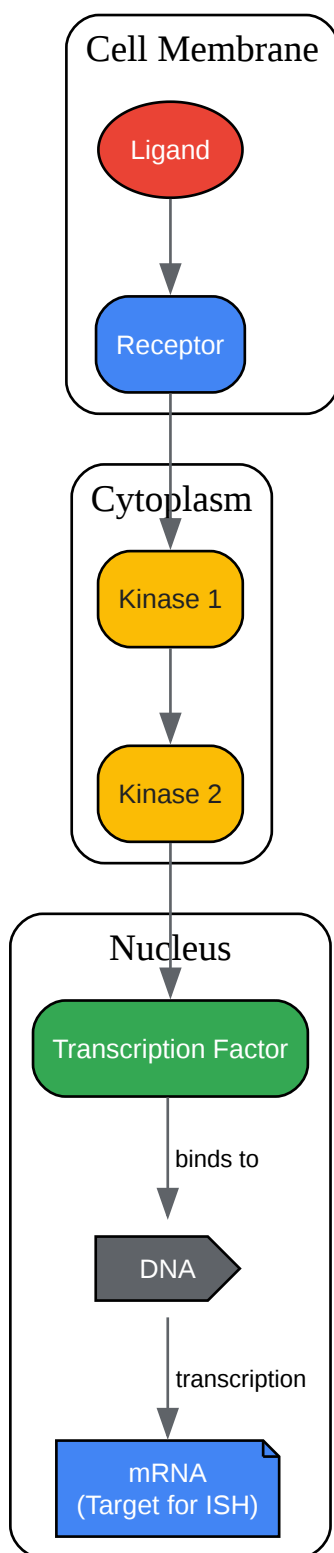 Cell Membrane
Ligand
Receptor
Cytoplasm
Kinase 1
Kinase 2
Nucleus
Transcription Factor
binds to
DNA
transcription
mRNA
(Target for ISH)